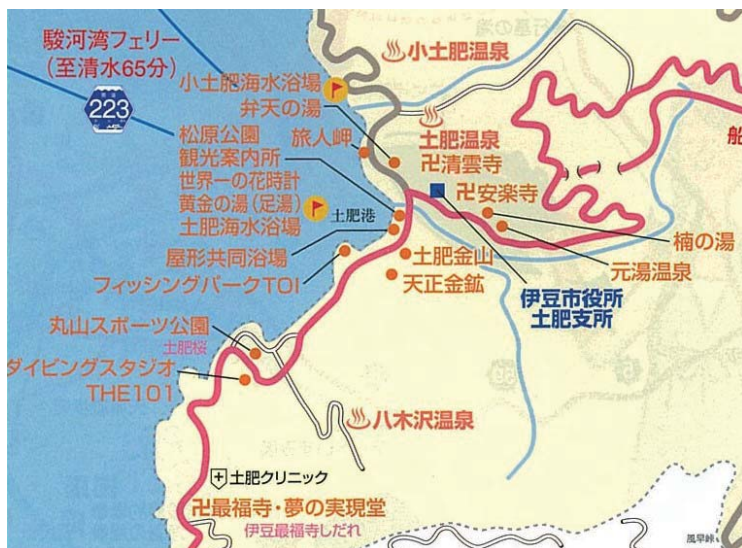 駿河湾フェリー
(至清水65分)
223
小土肥温泉
小土肥海水浴場
弁天の湯
土肥温泉
船
松原公園
旅人岬
観光案内所
卍清雲寺
世界一の花時計
黄金の湯(足湯)
土肥港
卍安楽寺
土肥海水浴場
楠の湯
屋形共同浴場
土肥金山
元湯温泉
フィッシングパークTOI
天正金鉱
伊豆市役所
土肥支所
丸山スポーツ公園
土肥桜
ダイビングスタジオ
THE101
八木沢温泉
土肥クリニック
卍最福寺・夢の実現堂
伊豆最福寺しだれ
風早峠